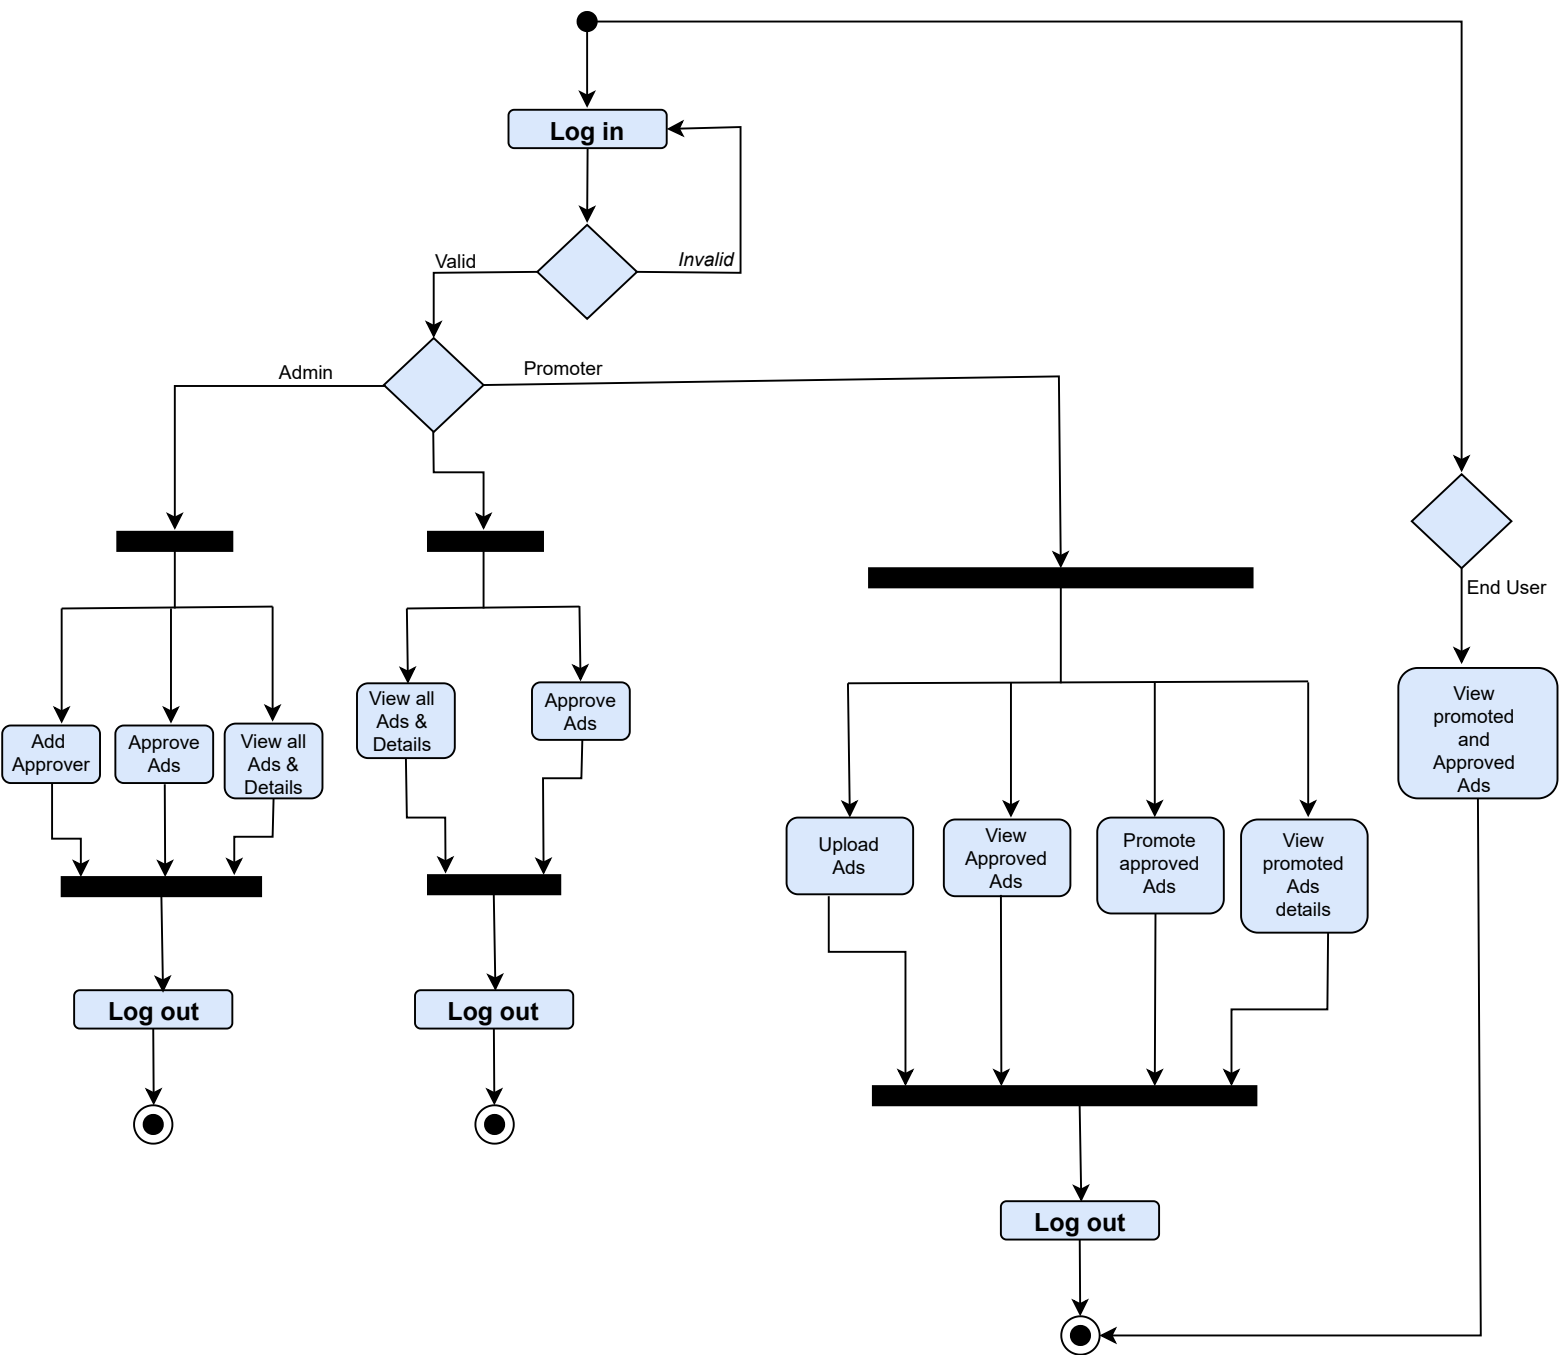 Log in
Valid
Invalid
Admin
Promoter
End User
View all
Ads &
Details
Approve
Ads
View
promoted
and
Approved
Ads
Add
Approver
Approve
Ads
View all
Ads &
Details
Upload
Ads
View
Approved
Ads
Promote
approved
Ads
View
promoted
Ads
details
Log out
Log out
Log out